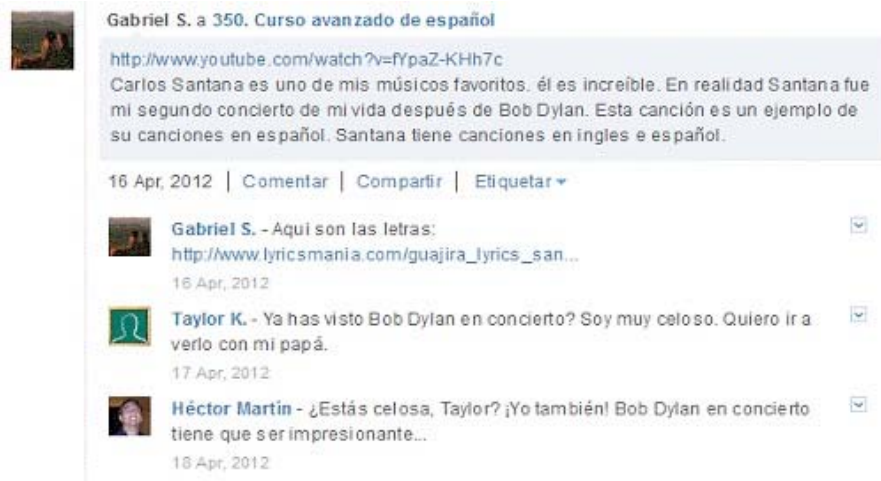 Gabriel S. a 350. Curso avanzado de español
http://www.youtube.com/watch?v=fYpaZ-KHh7c
Carlos Santana es uno de mis músicos favoritos. él es increíble. En realidad Santana fue
mi segundo concierto de mi vida después de Bob Dylan. Esta canción es un ejemplo de
su canciones en español. Santana tiene canciones en ingles e español.
16 Apr, 2012 | Comentar | Compartir | Etiquetar
Gabriel S. - Aqui son las letras:
http://www.lyricsmania.com/guajira_lyrics_san...
16 Apr, 2012
Taylor K. - Ya has visto Bob Dylan en concierto? Soy muy celoso. Quiero ir a
verlo con mi papá.
17 Apr, 2012
Héctor Martín - ¿Estás celosa, Taylor? ¡Yo también! Bob Dylan en concierto
tiene que ser impresionante...
18 Apr, 2012